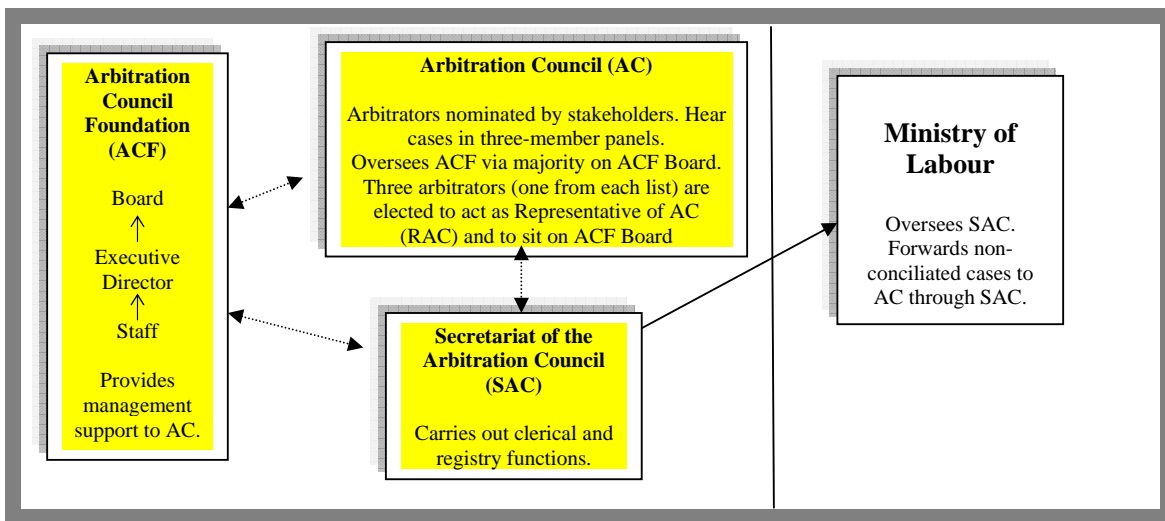 Arbitration
Council
Foundation
(ACF)
Board
Executive
Director
Staff
Provides
management
support to AC.
Arbitration Council (AC)
Arbitrators nominated by stakeholders. Hear
cases in three-member panels.
Oversees ACF via majority on ACF Board.
Three arbitrators (one from each list) are
elected to act as Representative of AC
(RAC) and to sit on ACF Board
Secretariat of the
Arbitration Council
(SAC)
Carries out clerical and
registry functions.
Ministry of
Labour
Oversees SAC.
Forwards non-
conciliated cases to
AC through SAC.